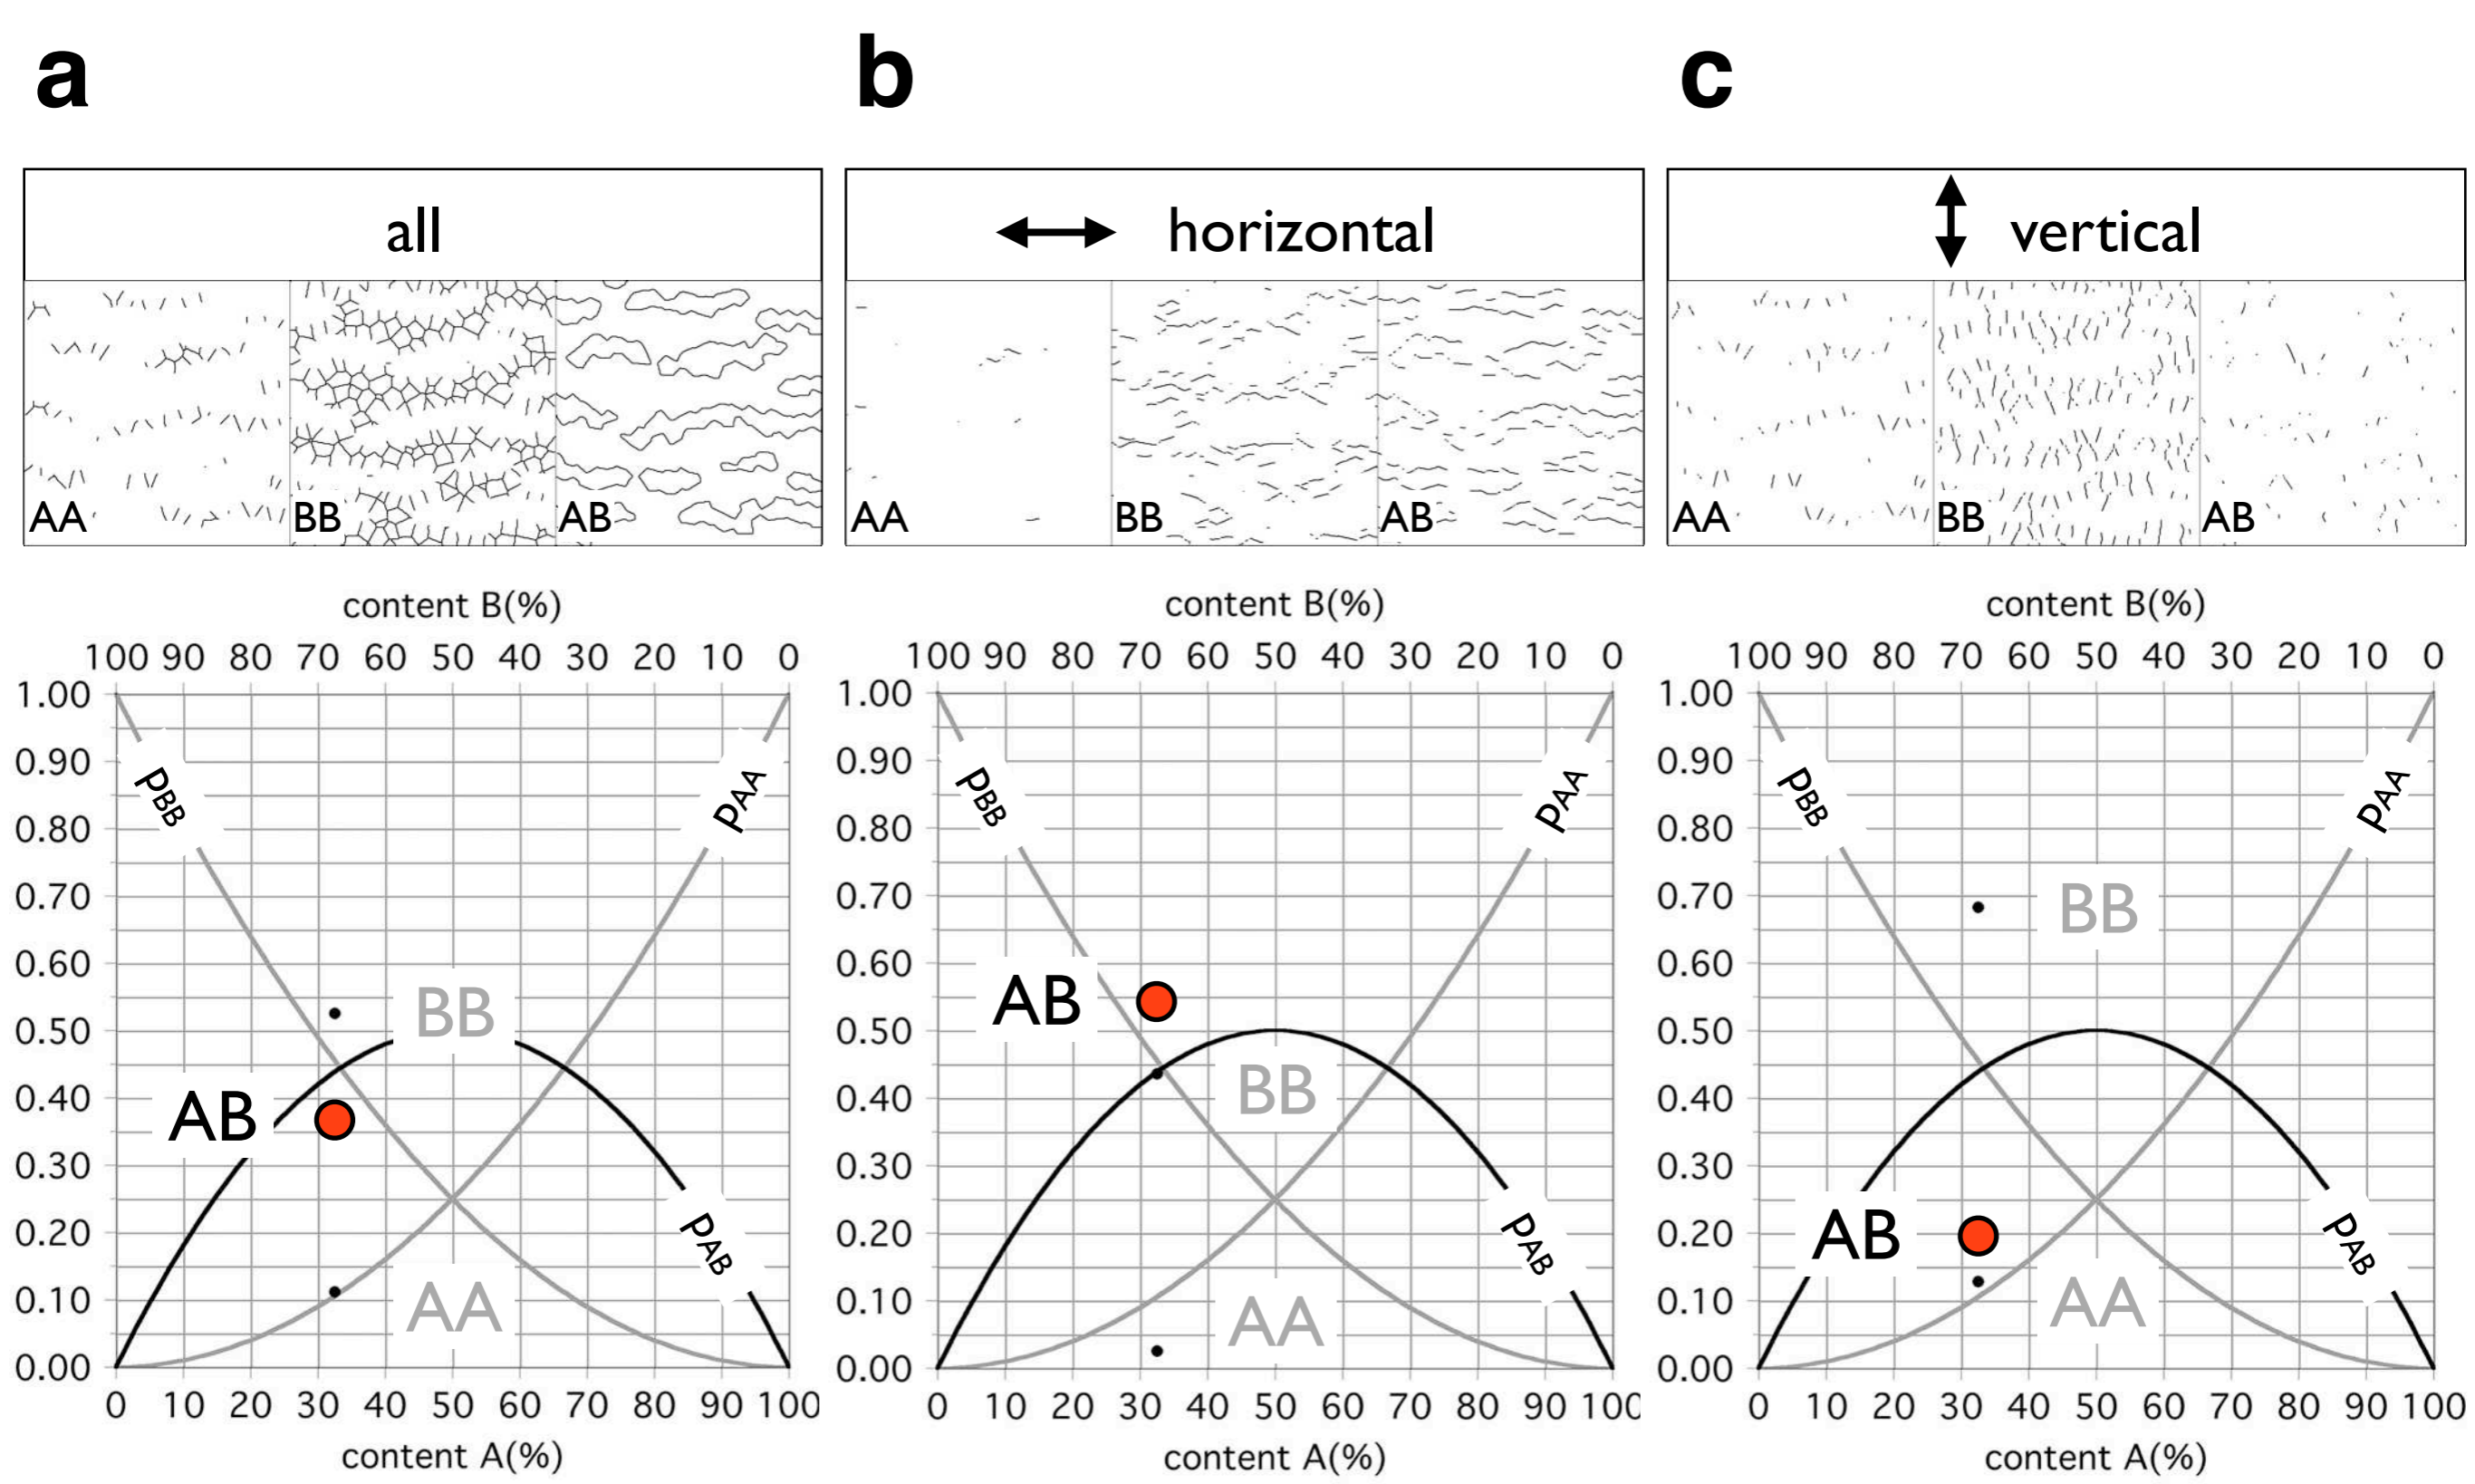 a b c
all horizontal vertical
AA BB AB AA BB AB AA BB AB
content B(%) content B(%) content B(%)
100 90 80 70 60 50 40 30 20 10 0 100 90 80 70 60 50 40 30 20 10 0 100 90 80 70 60 50 40 30 20 10 0
1.00 1.00 1.00
0.90 0.90 0.90
PBB PAA PBB PAA PBB PAA
0.80 0.80 0.80
0.70 0.70 0.70
BB
0.60 0.60 0.60
BB AB
0.50 0.50 0.50
AB BB
0.40 0.40 0.40
0.30 0.30 0.30
0.20 0.20 0.20
PAB PAB AB PAB
0.10 0.10 0.10
AA AA AA
0.00 0.00 0.00
0 10 20 30 40 50 60 70 80 90 100 0 10 20 30 40 50 60 70 80 90 100 0 10 20 30 40 50 60 70 80 90 100
content A(%) content A(%) content A(%)